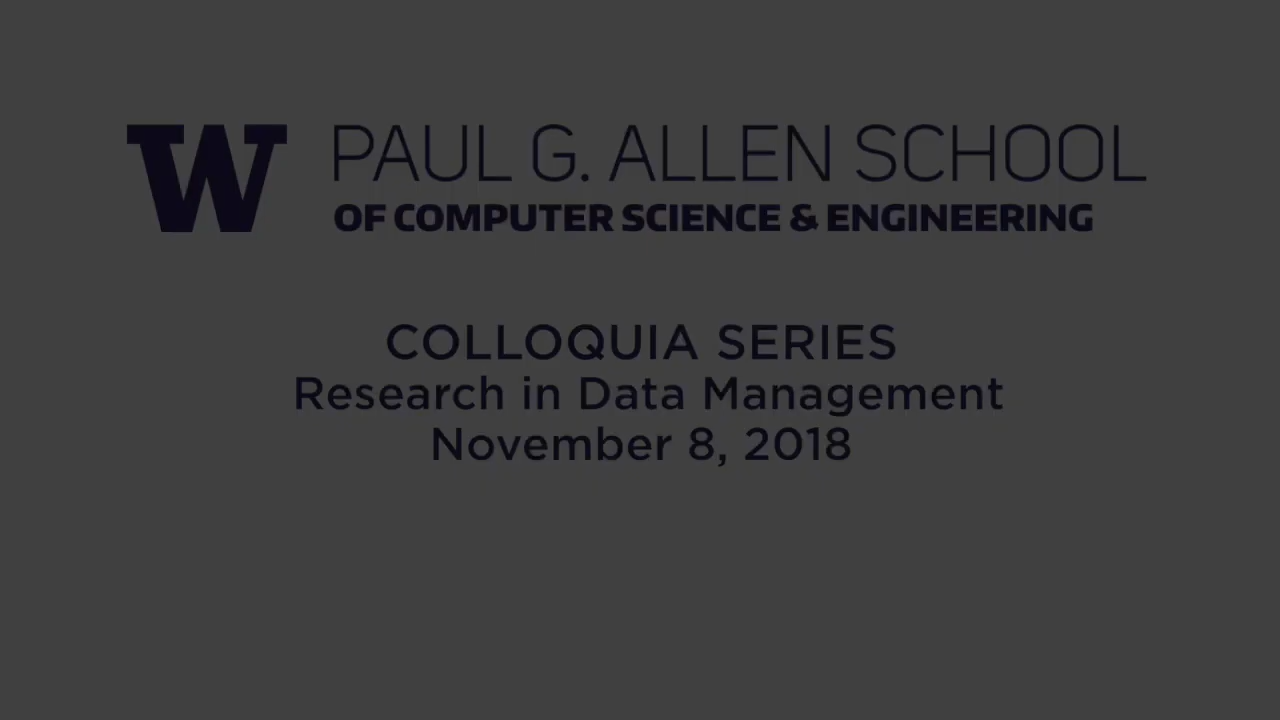 W PAUL G. ALLEN SCHOOL
OF COMPUTER SCIENCE & ENGINEERING
COLLOQUIA SERIES
Research in Data Management
November 8, 2018